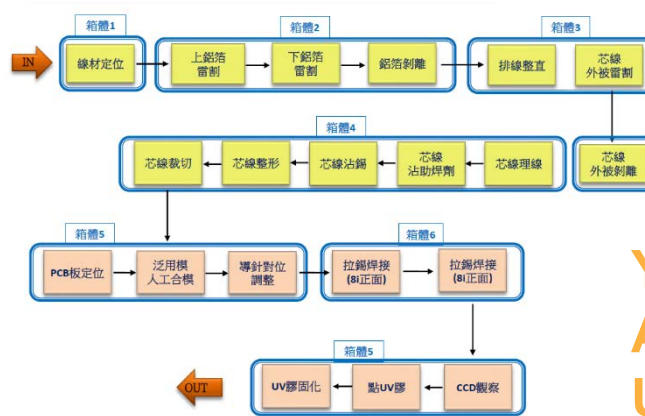 箱體1
IN
線材定位
箱體2
上鋁箔
雷割
下鋁箔
雷割
鋁箔剝離
箱體3
排線整直
芯線
外被雷割
芯線
外被剝離
箱體4
芯線裁切
芯線整形
芯線沾錫
芯線
沾助焊劑
芯線理線
箱體5
PCB板定位
泛用模
人工合模
導針對位
調整
箱體6
拉錫焊接
(8i正面)
拉錫焊接
(8i正面)
箱體5
OUT
UV膠固化
點UV膠
CCD觀察